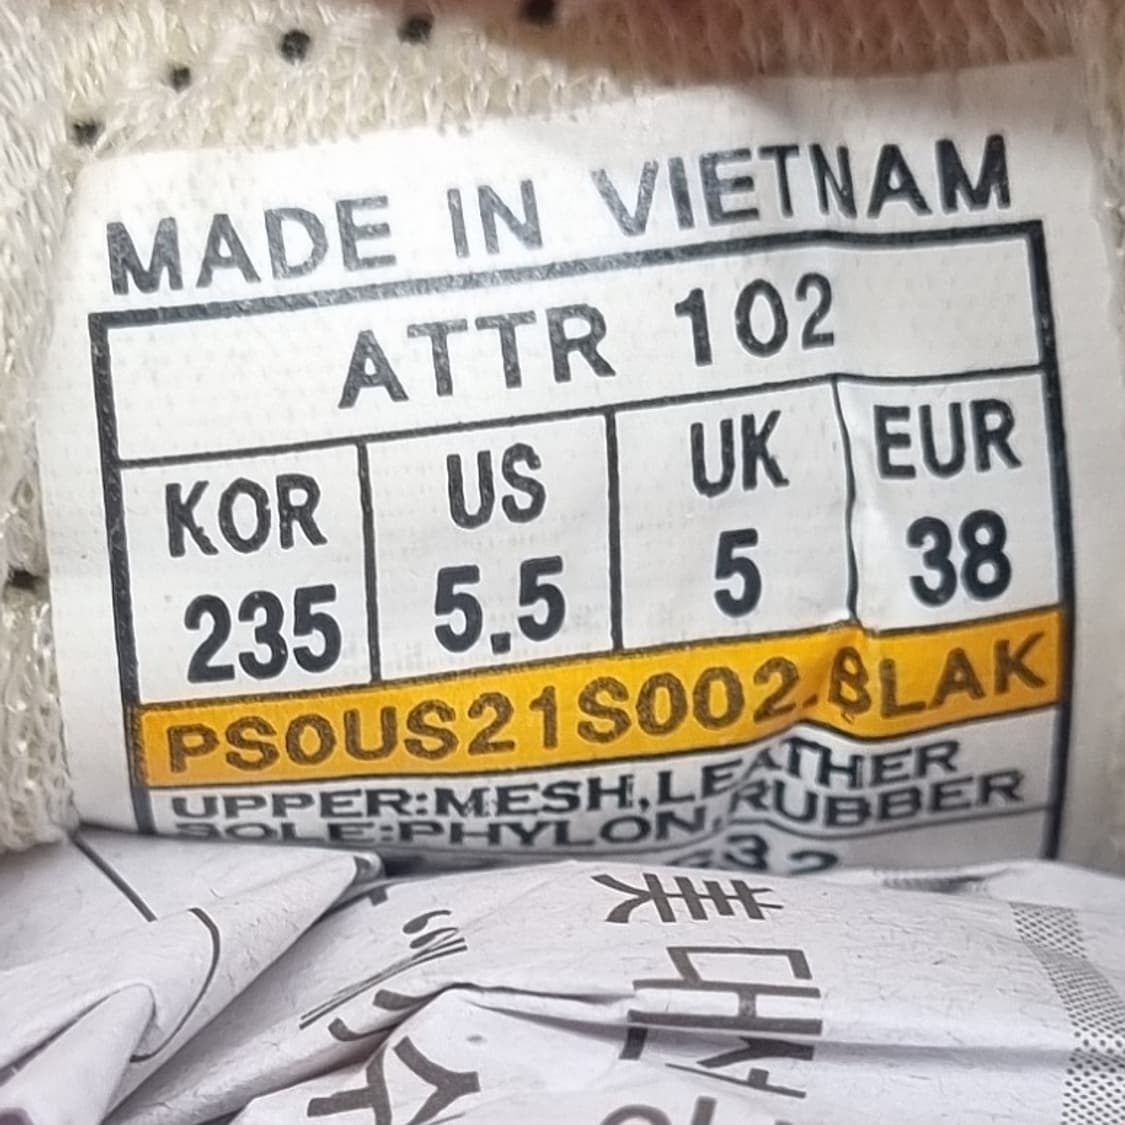 MADE IN VIETNAM
ATTR 102
KOR US UK EUR
235 5.5 5 38
PSOUS21S002.BLAK
UPPER:MESH,LEATHER
SOLE:PHYLON,RUBBER